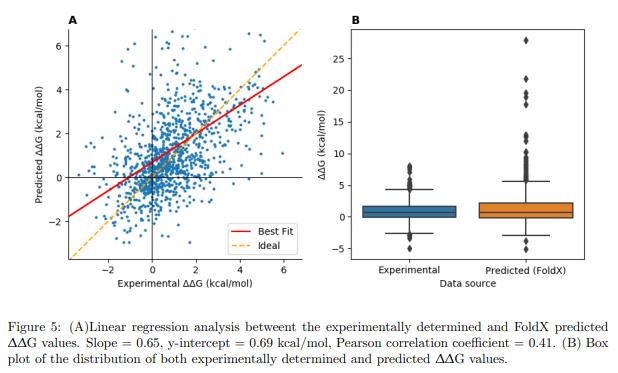 A
B
6
4
2
0
−2
Predicted ΔΔG (kcal/mol)
−2
0
2
4
6
Experimental ΔΔG (kcal/mol)
Best Fit
Ideal
25
20
15
10
5
0
−5
ΔΔG (kcal/mol)
Experimental
Predicted (FoldX)
Data source
Figure 5: (A)Linear regression analysis betweent the experimentally determined and FoldX predicted
ΔΔG values. Slope = 0.65, y-intercept = 0.69 kcal/mol, Pearson correlation coefficient = 0.41. (B) Box
plot of the distribution of both experimentally determined and predicted ΔΔG values.